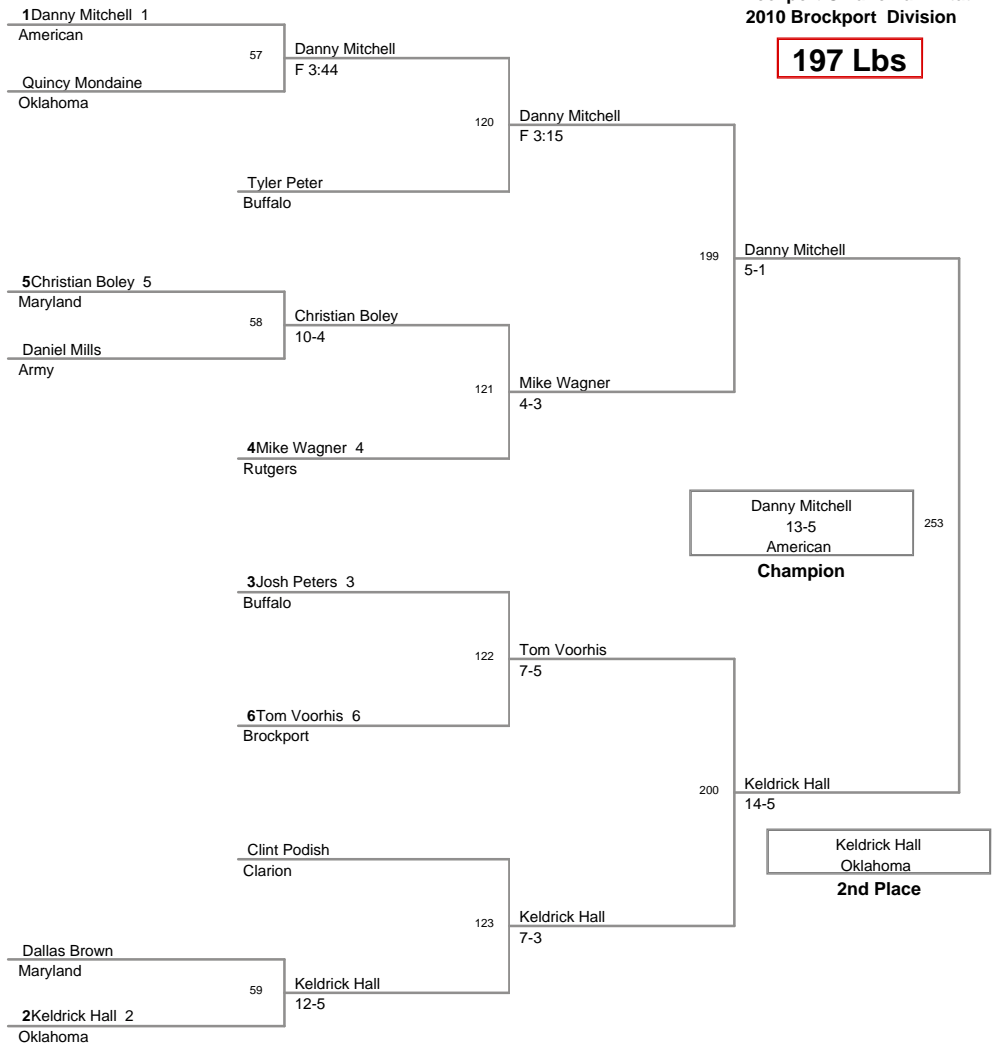 2010 Brockport Division
197 Lbs
1Danny Mitchell 1
American
57
Danny Mitchell
F 3:44
Quincy Mondaine
Oklahoma
120
Danny Mitchell
F 3:15
Tyler Peter
Buffalo
199
Danny Mitchell
5-1
5Christian Boley 5
Maryland
58
Christian Boley
10-4
Daniel Mills
Army
121
Mike Wagner
4-3
4Mike Wagner 4
Rutgers
Danny Mitchell
13-5
American
253
Champion
3Josh Peters 3
Buffalo
122
Tom Voorhis
7-5
6Tom Voorhis 6
Brockport
200
Keldrick Hall
14-5
Clint Podish
Clarion
Keldrick Hall
Oklahoma
2nd Place
123
Keldrick Hall
7-3
Dallas Brown
Maryland
59
Keldrick Hall
12-5
2Keldrick Hall 2
Oklahoma